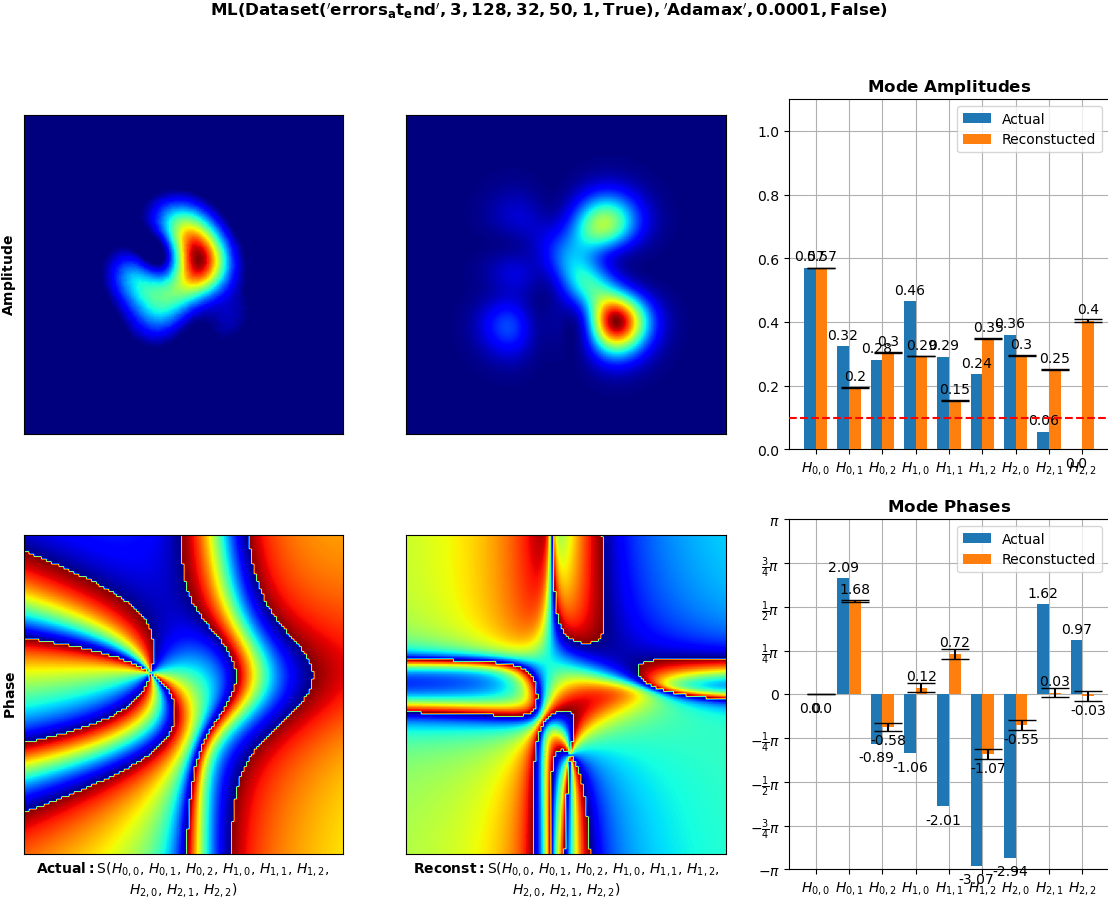 ML(Dataset('errors_at_end', 3, 128, 32, 50, 1, True), 'Adamax', 0.0001, False)
Amplitude
Mode Amplitudes
Actual
Reconstucted
1.0
0.8
0.6
0.4
0.2
0.0
0.57 0.57
0.32 0.2
0.28 0.3
0.46 0.29
0.29 0.15
0.24 0.35
0.36 0.3
0.06 0.25
0.0 0.4
H0,0 H0,1 H0,2 H1,0 H1,1 H1,2 H2,0 H2,1 H2,2
Phase
Mode Phases
Actual
Reconstucted
π
3/4π
1/2π
1/4π
0
−1/4π
−1/2π
−3/4π
−π
0.0 0.0
2.09 1.68
-0.89 -0.58
-1.06 0.12
-2.01 0.72
-3.07 -1.07
-2.94 -0.55
1.62 0.03
0.97 -0.03
H0,0 H0,1 H0,2 H1,0 H1,1 H1,2 H2,0 H2,1 H2,2
Actual: S(H0,0, H0,1, H0,2, H1,0, H1,1, H1,2,
H2,0, H2,1, H2,2)
Reconst: S(H0,0, H0,1, H0,2, H1,0, H1,1, H1,2,
H2,0, H2,1, H2,2)